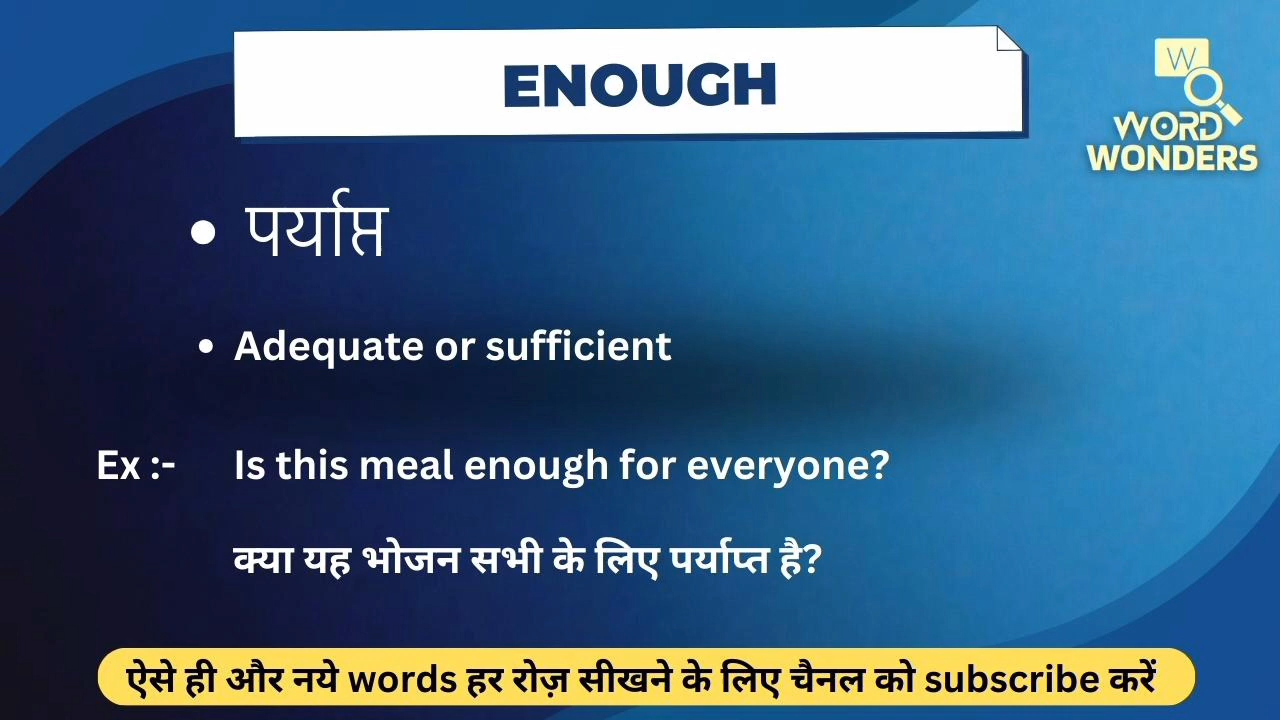 ENOUGH
W
WORD
WONDERS
• पर्याप्त
• Adequate or sufficient
Ex :- Is this meal enough for everyone?
क्या यह भोजन सभी के लिए पर्याप्त है?
ऐसे ही और नये words हर रोज़ सीखने के लिए चैनल को subscribe करें